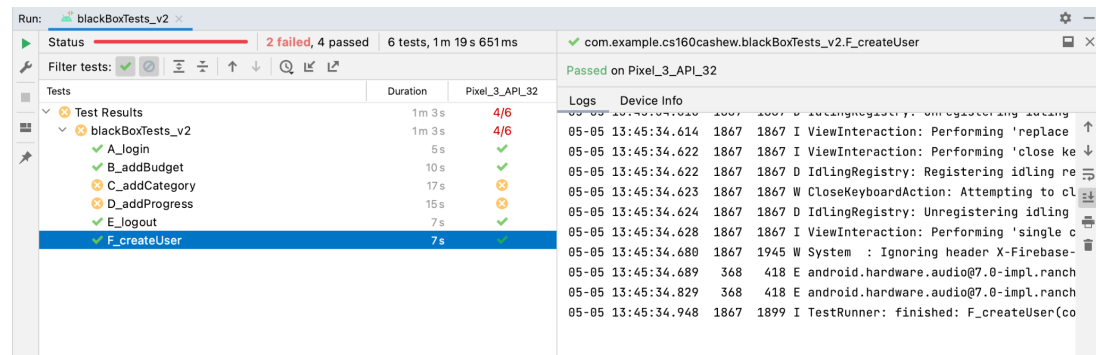 Run: blackBoxTests_v2
Status 2 failed, 4 passed 6 tests, 1 m 19 s 651 ms
Filter tests:
Tests Duration Pixel_3_API_32
Test Results 1 m 3 s 4/6
blackBoxTests_v2 1 m 3 s 4/6
A_login 5 s
B_addBudget 10 s
C_addCategory 17 s
D_addProgress 15 s
E_logout 7 s
F_createUser 7 s
com.example.cs160cashew.blackBoxTests_v2.F_createUser
Passed on Pixel_3_API_32
Logs Device Info
05-05 13:45:34.614 1867 1867 I ViewInteraction: Performing 'replace
05-05 13:45:34.622 1867 1867 I ViewInteraction: Performing 'close ke
05-05 13:45:34.622 1867 1867 D IdlingRegistry: Registering idling re
05-05 13:45:34.623 1867 1867 W CloseKeyboardAction: Attempting to cl
05-05 13:45:34.624 1867 1867 D IdlingRegistry: Unregistering idling
05-05 13:45:34.628 1867 1867 I ViewInteraction: Performing 'single c
05-05 13:45:34.680 1867 1945 W System : Ignoring header X-Firebase-
05-05 13:45:34.689 368 418 E android.hardware.audio@7.0-impl.ranch
05-05 13:45:34.829 368 418 E android.hardware.audio@7.0-impl.ranch
05-05 13:45:34.948 1867 1899 I TestRunner: finished: F_createUser(co